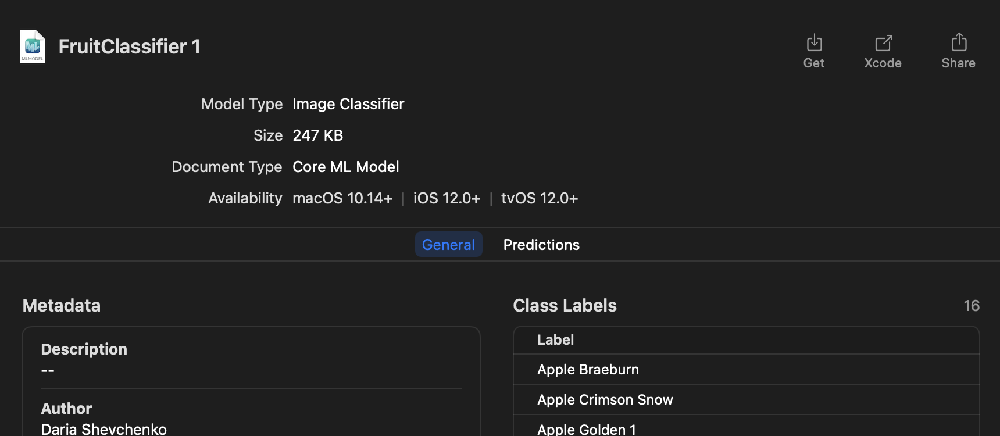 FruitClassifier 1
MLMODEL
Get
Xcode
Share
Model Type Image Classifier
Size 247 KB
Document Type Core ML Model
Availability macOS 10.14+ | iOS 12.0+ | tvOS 12.0+
General Predictions
Metadata
Description
--
Author
Daria Shevchenko
Class Labels 16
Label
Apple Braeburn
Apple Crimson Snow
Apple Golden 1